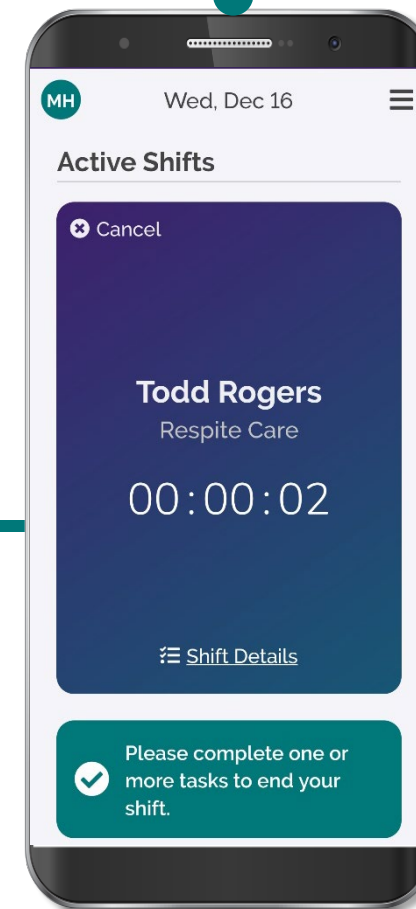 MH
Wed, Dec 16
Active Shifts
Cancel
Todd Rogers
Respite Care
00:00:02
Shift Details
Please complete one or
more tasks to end your
shift.